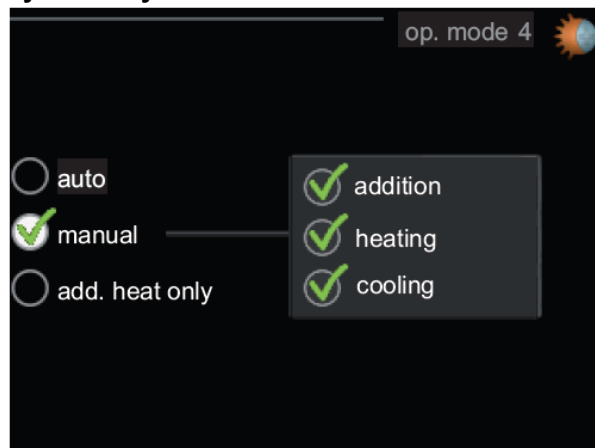 op. mode 4
auto
manual
add. heat only
addition
heating
cooling